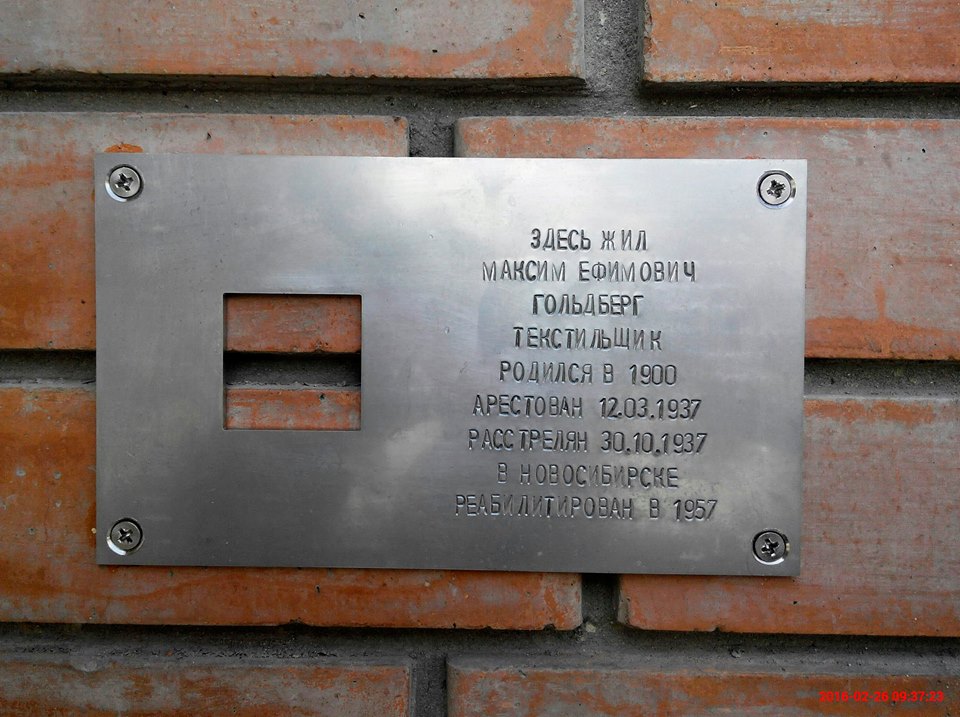 ЗДЕСЬ ЖИЛ
МАКСИМ ЕФИМОВИЧ
ГОЛЬДБЕРГ
ТЕКСТИЛЬЩИК
РОДИЛСЯ В 1900
АРЕСТОВАН 12.03.1937
РАССТРЕЛЯН 30.10.1937
В НОВОСИБИРСКЕ
РЕАБИЛИТИРОВАН В 1957
2016-02-26 09:37:23